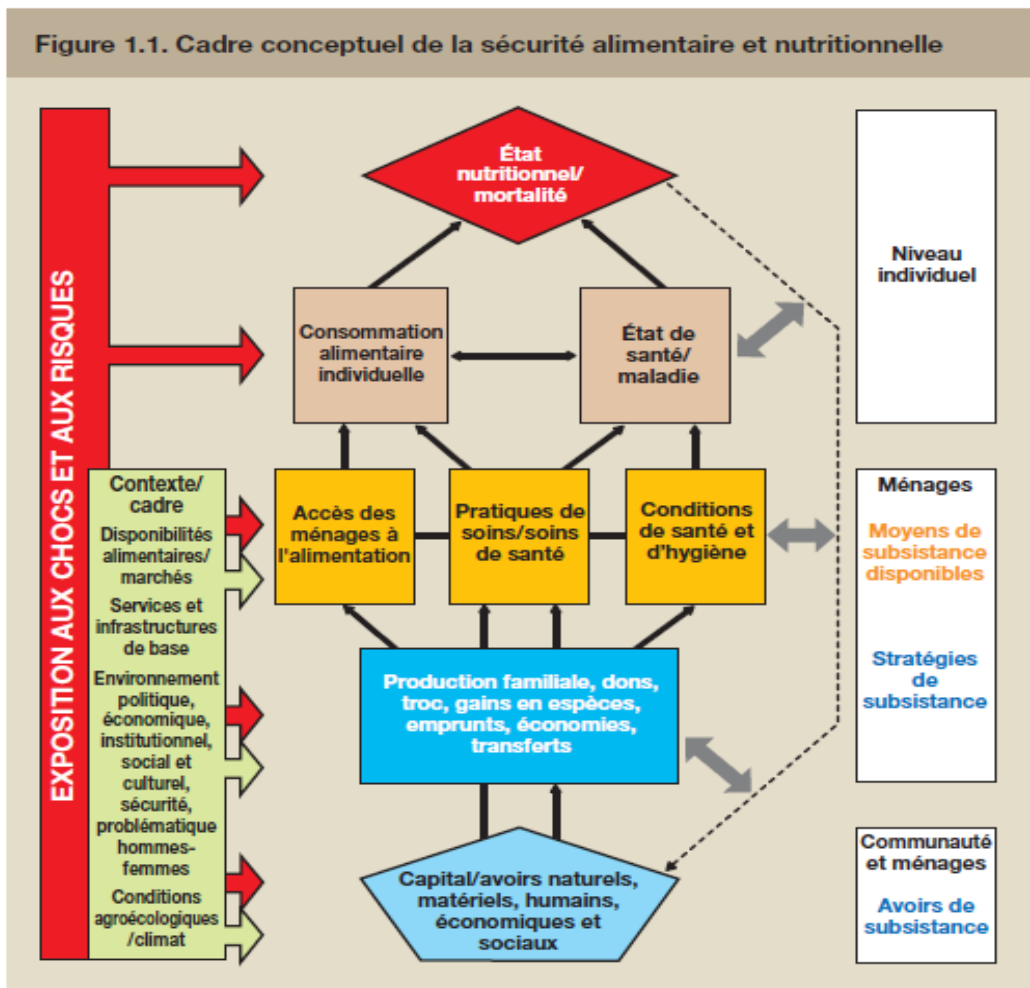 Figure 1.1. Cadre conceptuel de la sécurité alimentaire et nutritionnelle
EXPOSITION AUX CHOCS ET AUX RISQUES
État
nutritionnel/
mortalité
Niveau
individuel
Consommation
alimentaire
individuelle
État de
santé/
maladie
Contexte/
cadre
Disponibilités
alimentaires/
marchés
Services et
infrastructures
de base
Environnement
politique,
économique,
institutionnel,
social et
culturel,
sécurité,
problématique
hommes-
femmes
Conditions
agroécologiques
/climat
Accès des
ménages à
l'alimentation
Pratiques de
soins/soins
de santé
Conditions
de santé et
d'hygiène
Ménages
Moyens de
subsistance
disponibles
Stratégies
de
subsistance
Production familiale, dons,
troc, gains en espèces,
emprunts, économies,
transferts
Capital/avoirs naturels,
matériels, humains,
économiques et
sociaux
Communauté
et ménages
Avoirs de
subsistance